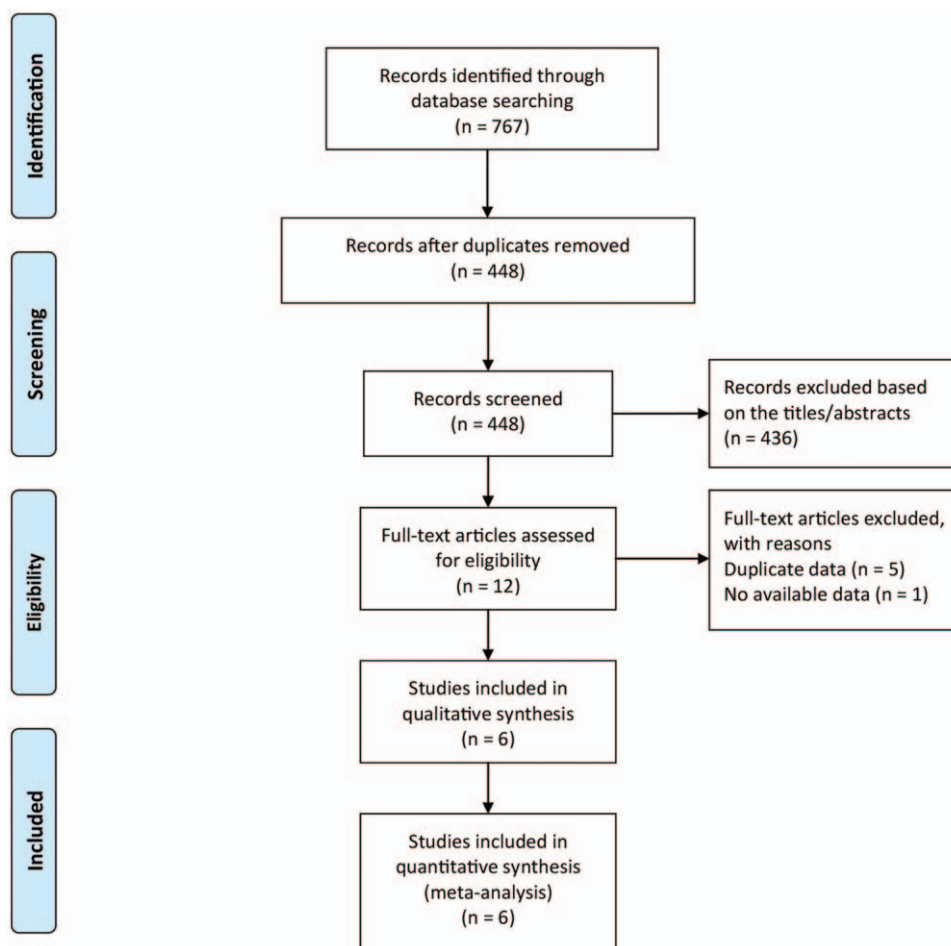 Identification
Records identified through
database searching
(n = 767)
Records after duplicates removed
(n = 448)
Screening
Records screened
(n = 448)
Records excluded based
on the titles/abstracts
(n = 436)
Eligibility
Full-text articles assessed
for eligibility
(n = 12)
Full-text articles excluded,
with reasons
Duplicate data (n = 5)
No available data (n = 1)
Studies included in
qualitative synthesis
(n = 6)
Included
Studies included in
quantitative synthesis
(meta-analysis)
(n = 6)